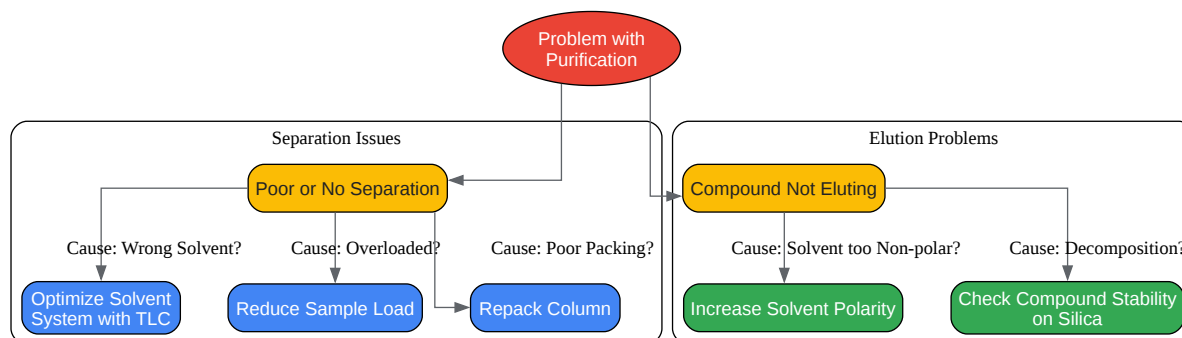 Problem with
Purification
Separation Issues
Elution Problems
Poor or No Separation
Compound Not Eluting
Cause: Wrong Solvent?
Cause: Overloaded?
Cause: Poor Packing?
Cause: Solvent too Non-polar?
Cause: Decomposition?
Optimize Solvent
System with TLC
Reduce Sample Load
Repack Column
Increase Solvent Polarity
Check Compound Stability
on Silica